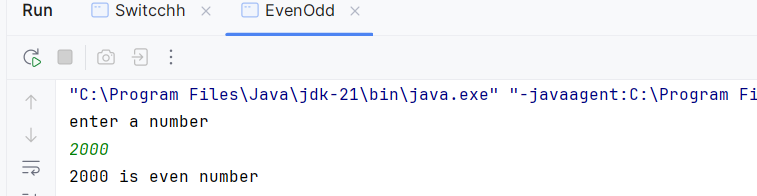 Run Switcchh EvenOdd
"C:\Program Files\Java\jdk-21\bin\java.exe" "-javaagent:C:\Program Fi
enter a number
2000
2000 is even number